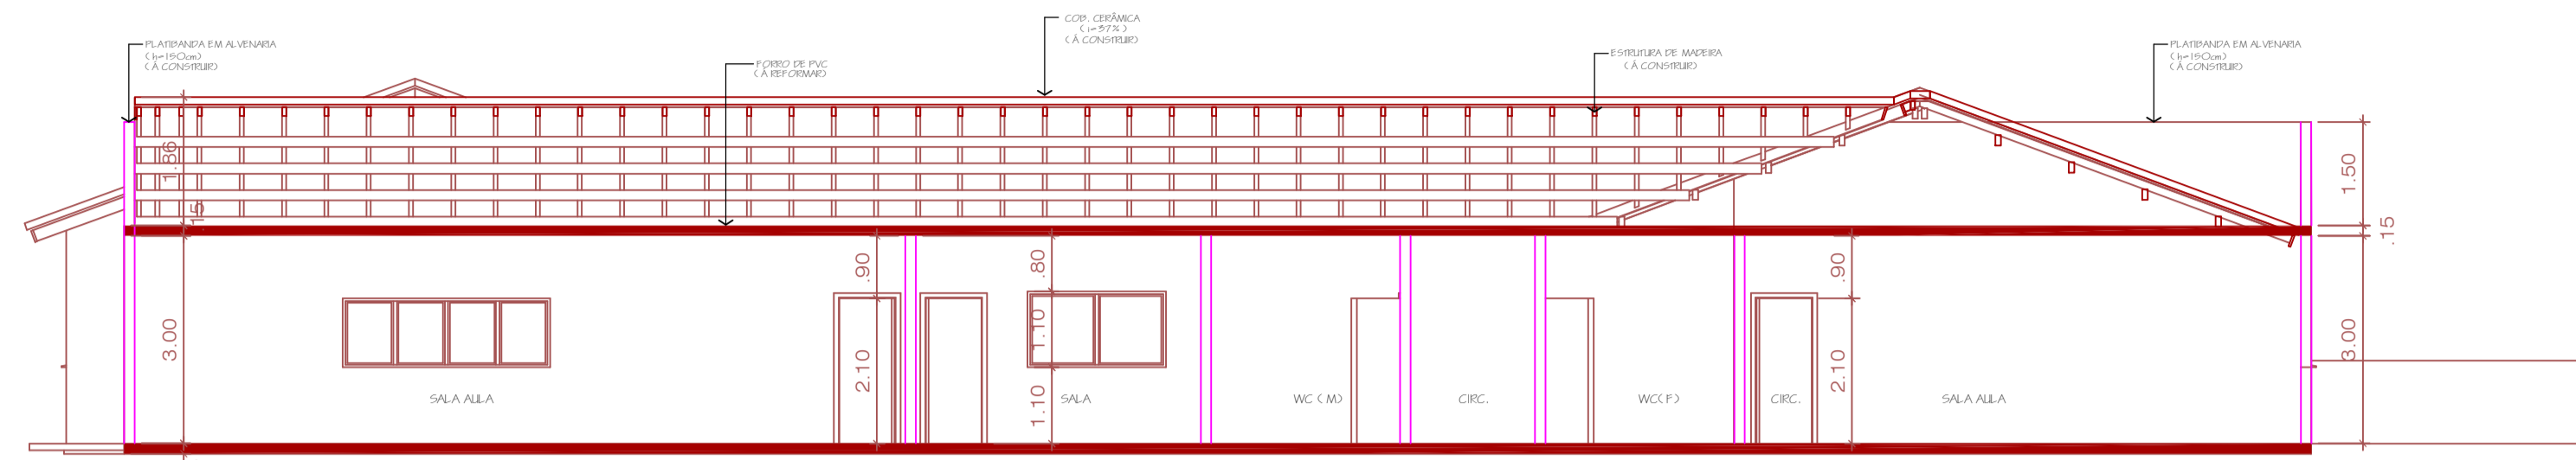 COB. CERÂMICA
(i=37%)
(Á CONSTRUIR)
PLATIBANDA EM ALVENARIA
(h=150cm)
(Á CONSTRUIR)
FORRO DE PVC
(Á REFORMAR)
ESTRUTURA DE MADEIRA
(Á CONSTRUIR)
PLATIBANDA EM ALVENARIA
(h=150cm)
(Á CONSTRUIR)
1.86
.15
3.00
.90
2.10
.80
1.10
1.10
.90
2.10
1.50
.15
3.00
SALA AULA
SALA
WC (M)
CIRC.
WC(F)
CIRC.
SALA AULA